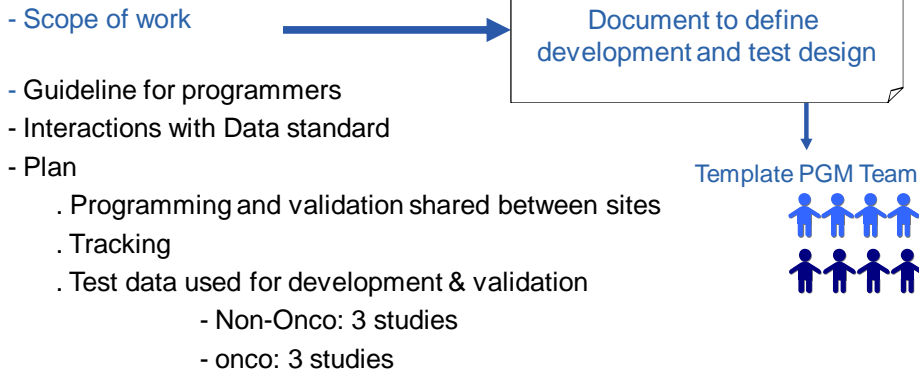 - Scope of work
Document to define
development and test design
- Guideline for programmers
- Interactions with Data standard
- Plan
. Programming and validation shared between sites
. Tracking
. Test data used for development & validation
- Non-Onco: 3 studies
- onco: 3 studies
Template PGM Team